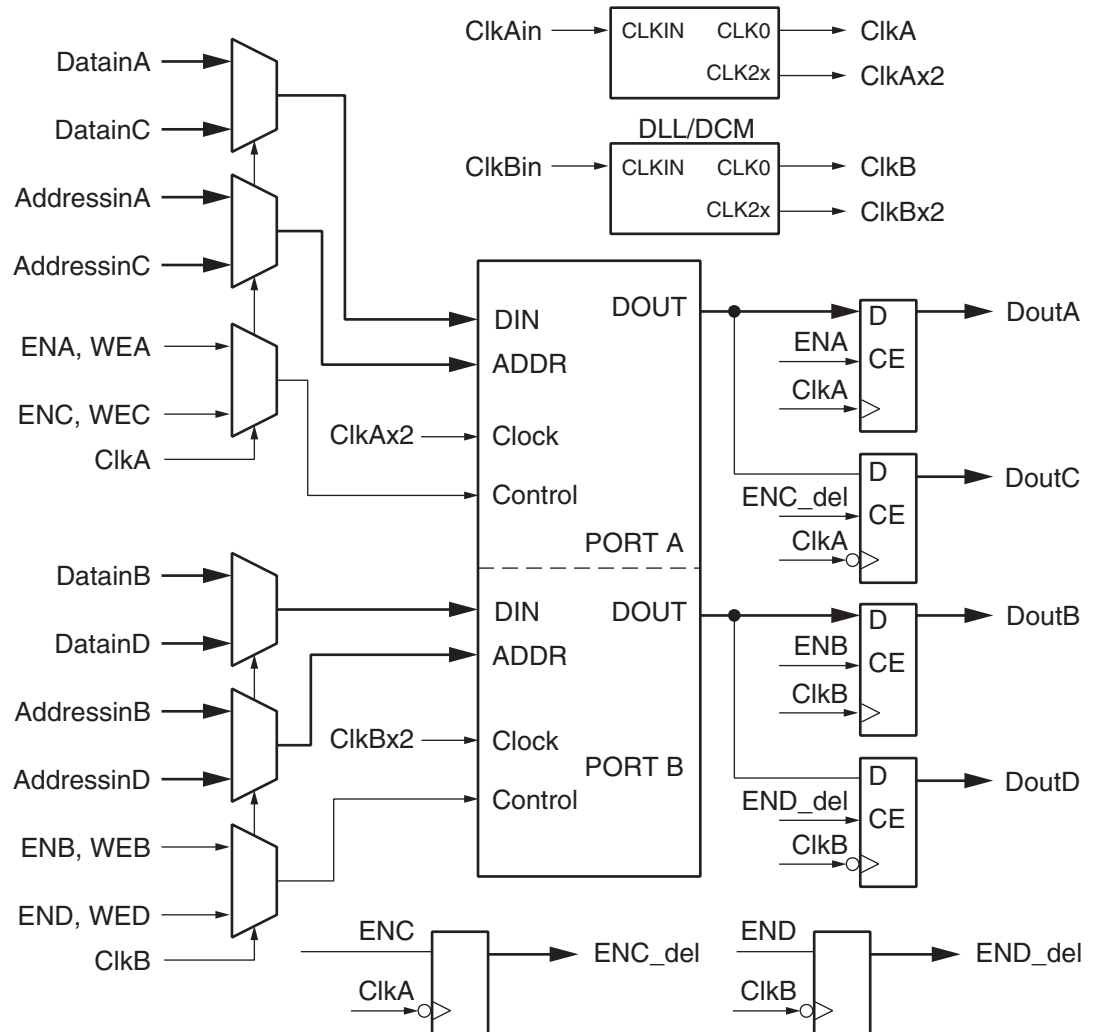 DatainA
DatainC
AddressinA
AddressinC
ENA, WEA
ENC, WEC
ClkA
ClkAin
CLKIN
CLK0
CLK2x
ClkA
ClkAx2
DLL/DCM
ClkBin
CLKIN
CLK0
CLK2x
ClkB
ClkBx2
DIN
DOUT
ADDR
ClkAx2
Clock
Control
PORT A
D
ENA
CE
ClkA
DoutA
D
ENC_del
CE
ClkA
DoutC
DatainB
DatainD
AddressinB
AddressinD
ENB, WEB
END, WED
ClkB
DIN
DOUT
ADDR
ClkBx2
Clock
PORT B
Control
D
ENB
CE
ClkB
DoutB
D
END_del
CE
ClkB
DoutD
ENC
ClkA
ENC_del
END
ClkB
END_del